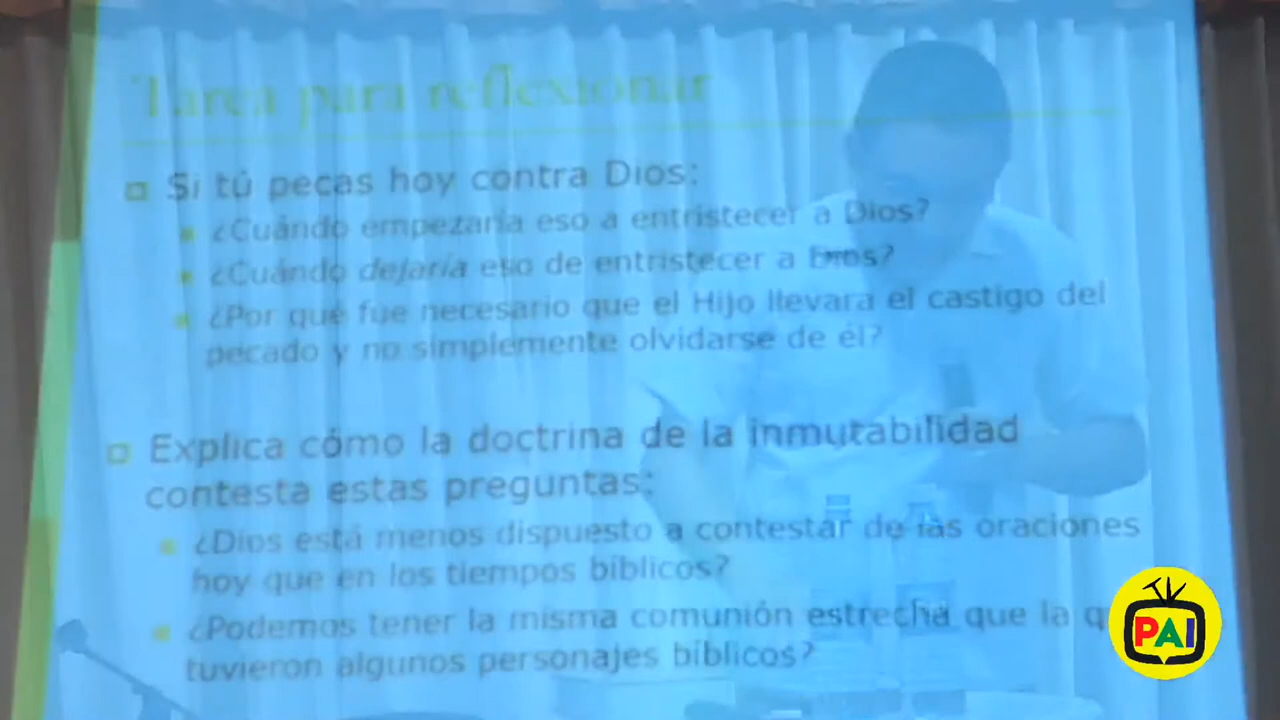 Tarea para reflexionar
Si tú pecas hoy contra Dios:
¿Cuándo empezaría eso a entristecer a Dios?
¿Cuándo dejaría eso de entristecer a Dios?
¿Por qué fue necesario que el Hijo llevara el castigo del
pecado y no simplemente olvidarse de él?
Explica cómo la doctrina de la inmutabilidad
contesta estas preguntas:
¿Dios está menos dispuesto a contestar de las oraciones
hoy que en los tiempos bíblicos?
¿Podemos tener la misma comunión estrecha que la q
tuvieron algunos personajes bíblicos?
TV
PAI